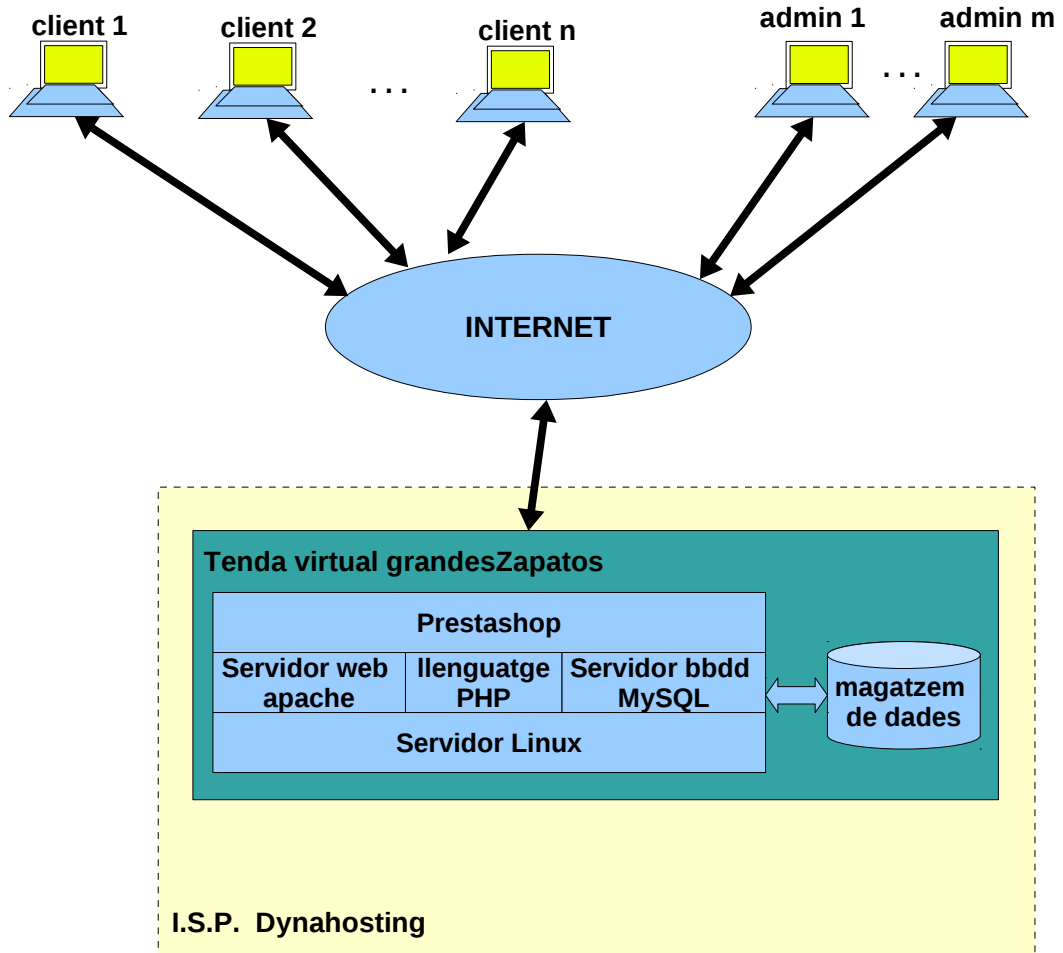 client 1
client 2
. . .
client n
admin 1
. . .
admin m
INTERNET
Tenda virtual grandesZapatos
Prestashop
Servidor web
apache
llenguatge
PHP
Servidor bbdd
MySQL
magatzem
de dades
Servidor Linux
I.S.P. Dynahosting